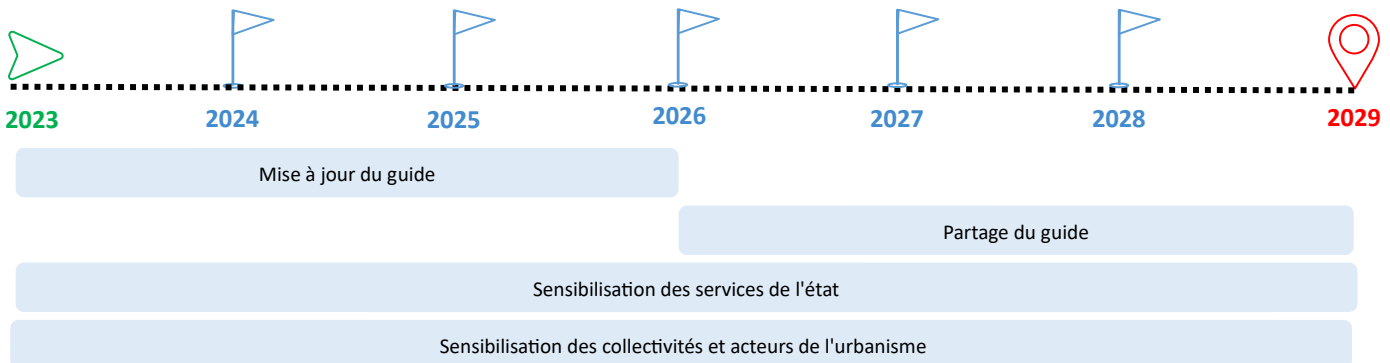 2023 2024 2025 2026 2027 2028 2029
Mise à jour du guide
Partage du guide
Sensibilisation des services de l'état
Sensibilisation des collectivités et acteurs de l'urbanisme